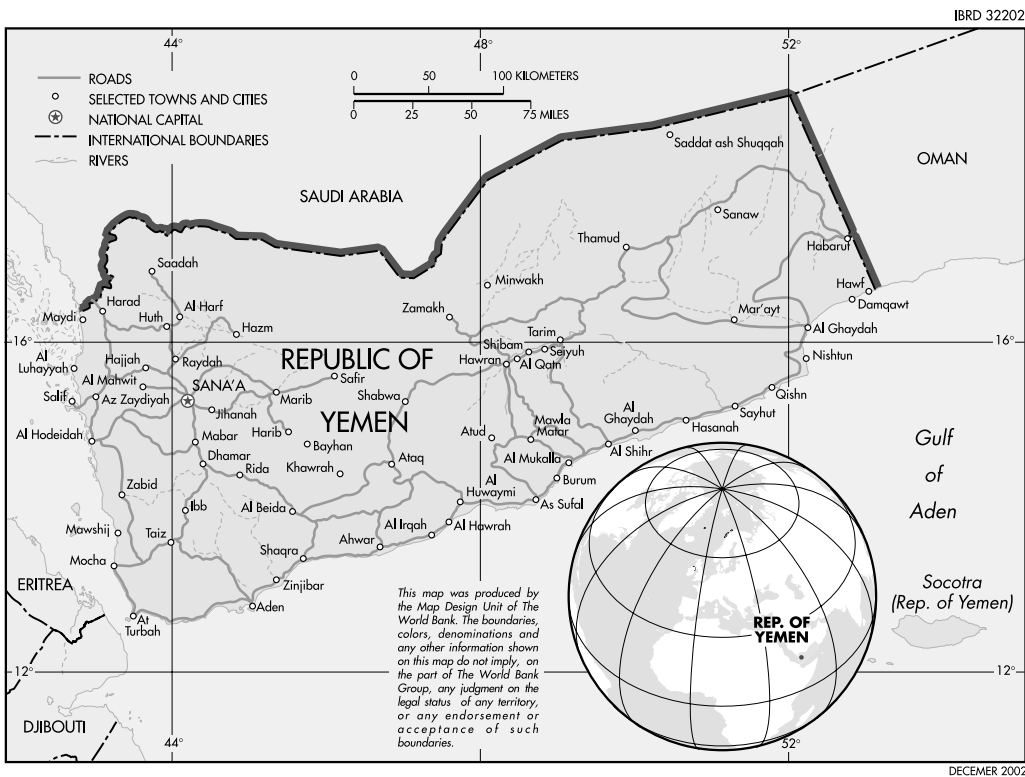 IBRD 32202
44°
48°
52°
ROADS
SELECTED TOWNS AND CITIES
NATIONAL CAPITAL
INTERNATIONAL BOUNDARIES
RIVERS
0 50 100 KILOMETERS
0 25 50 75 MILES
SAUDI ARABIA
OMAN
Saddat ash Shuqqah
Sanaw
Thamud
Habarut
Saadah
Minwakh
Hawf
Damqawt
Harad
Maydi
Huth
Al Harf
Hazm
Zamakh
Mar'ayt
Al Ghaydah
16°
16°
Tarim
Shibam
Seiyuh
Hawran
Al Qatn
Nishtun
Al
Luhayyah
Hajjah
Raydah
REPUBLIC OF
YEMEN
Al Mahwit
SANA'A
Safir
Salif
Az Zaydiyah
Marib
Shabwa
Qishn
Jihanah
Sayhut
Al Hodeidah
Mabar
Harib
Bayhan
Atud
Mawla
Matar
Al
Ghaydah
Hasanah
Dhamar
Rida
Khawrah
Ataq
Al Mukalla
Al Shihr
Zabid
Al
Huwaymi
Burum
Ibb
Al Beida
As Sufal
Mawshij
Taiz
Al Irqah
Al Hawrah
Ahwar
Mocha
Shaqra
Zinjibar
Aden
At
Turbah
Gulf
of
Aden
ERITREA
Socotra
(Rep. of Yemen)
REP. OF
YEMEN
This map was produced by
the Map Design Unit of The
World Bank. The boundaries,
colors, denominations and
any other information shown
on this map do not imply, on
the part of The World Bank
Group, any judgment on the
legal status of any territory,
or any endorsement or
acceptance of such
boundaries.
12°
12°
DJIBOUTI
44°
52°
DECEMER 2002